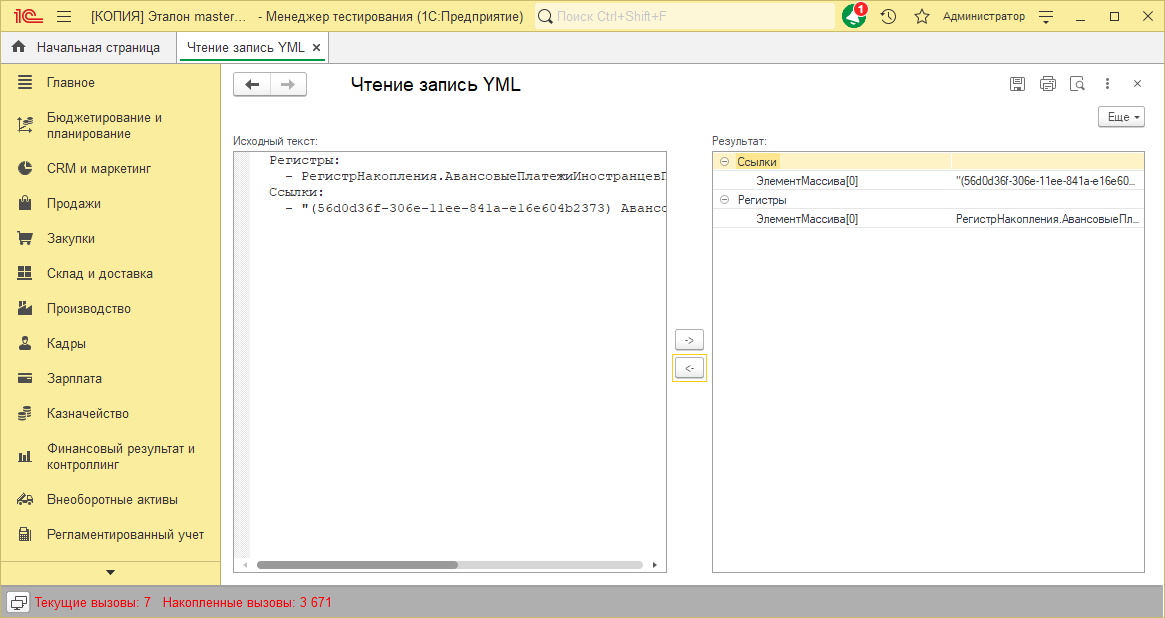 1С [КОПИЯ] Эталон master... - Менеджер тестирования (1С:Предприятие) Поиск Ctrl+Shift+F 1 Администратор
Начальная страница Чтение запись YML ×
Главное
Бюджетирование и
планирование
CRM и маркетинг
Продажи
Закупки
Склад и доставка
Производство
Кадры
Зарплата
Казначейство
Финансовый результат и
контроллинг
Внеоборотные активы
Регламентированный учет
Чтение запись YML
Еще
Исходный текст:
Регистры:
- РегистрНакопления.АвансовыеПлатежиИностранцевП
Ссылки:
- "(56d0d36f-306e-11ee-841a-e16e604b2373) Авансо
->
<-
Результат:
Ссылки
ЭлементМассива[0] "(56d0d36f-306e-11ee-841a-e16e60...
Регистры
ЭлементМассива[0] РегистрНакопления.АвансовыеПл...
Текущие вызовы: 7 Накопленные вызовы: 3 671